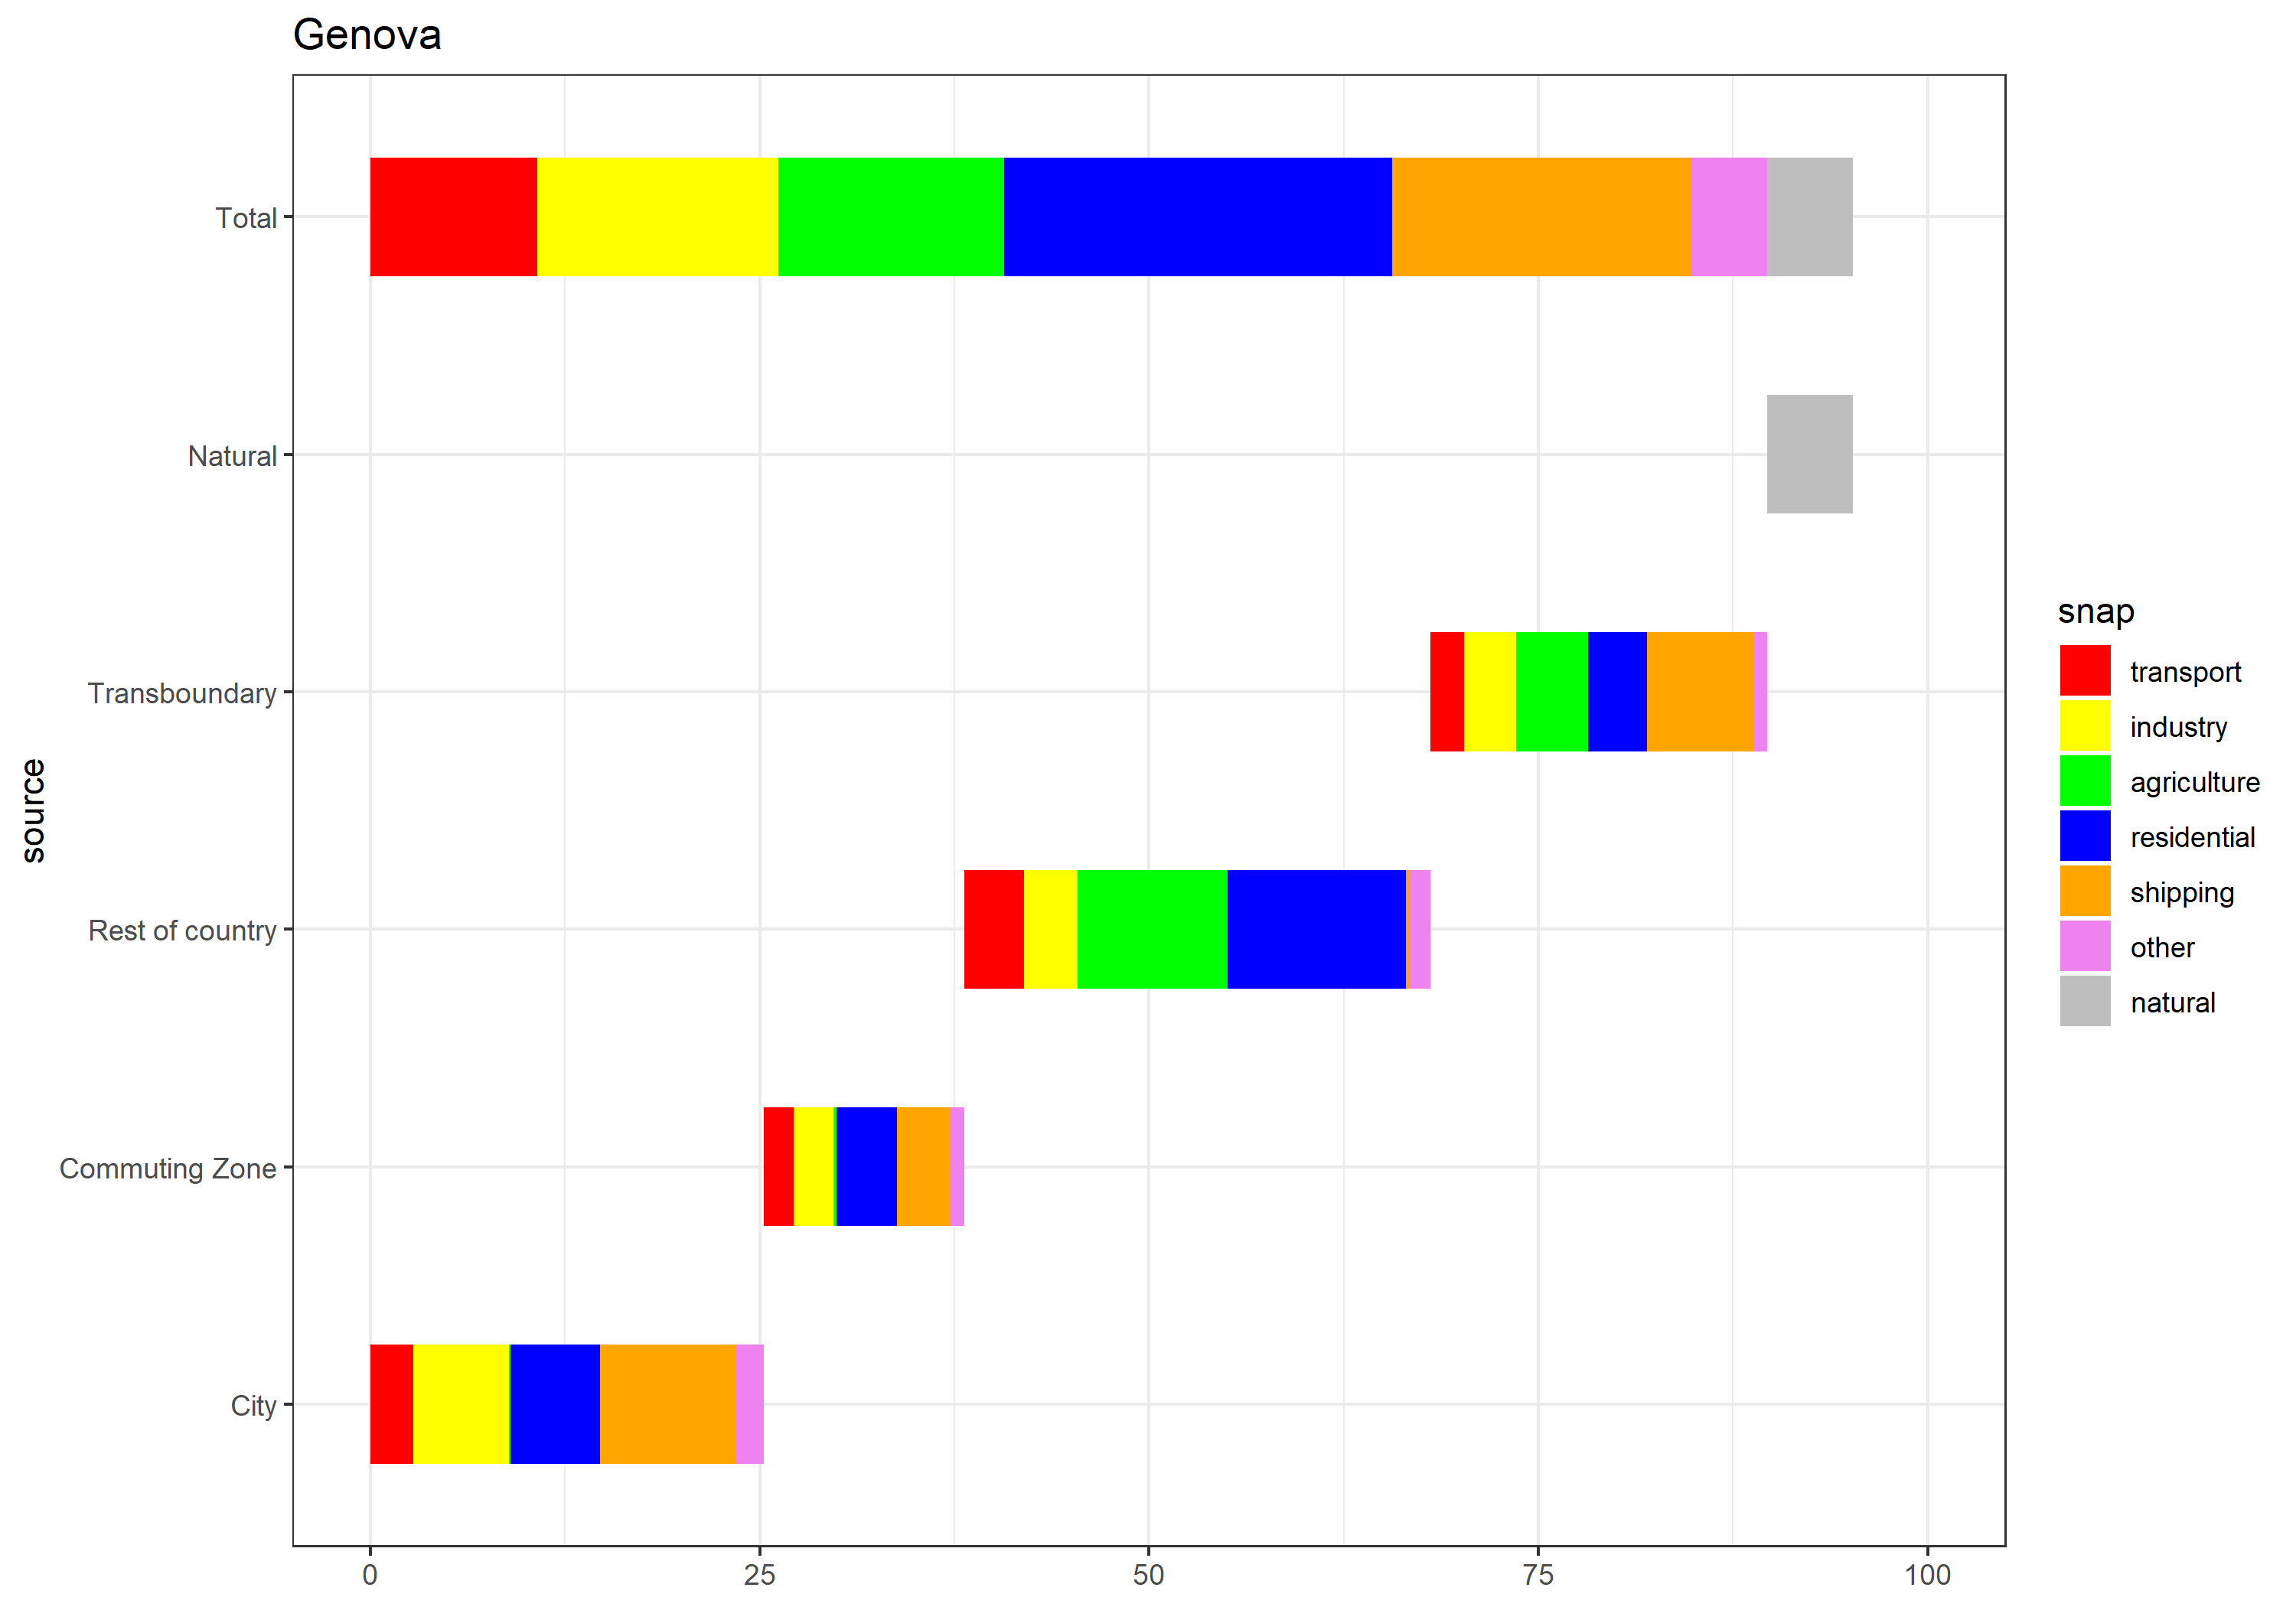 Genova
source
Total
Natural
Transboundary
Rest of country
Commuting Zone
City
0 25 50 75 100
snap
transport
industry
agriculture
residential
shipping
other
natural